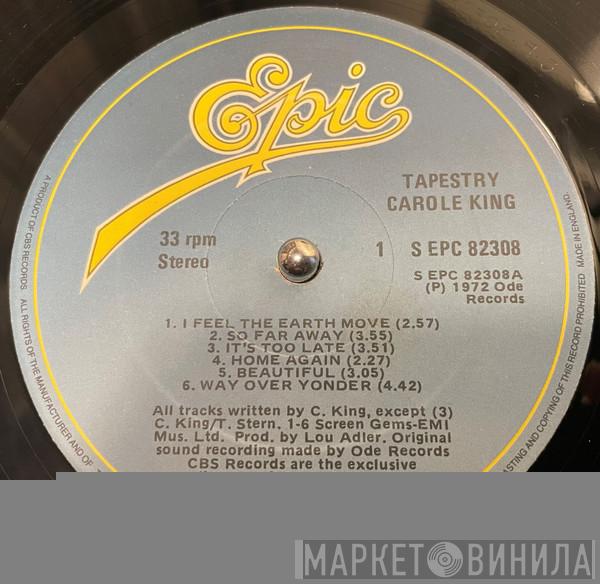 Epic
TAPESTRY
CAROLE KING
33 rpm
Stereo
1
S EPC 82308
S EPC 82308A
(P) 1972 Ode
Records
1. I FEEL THE EARTH MOVE (2.57)
2. SO FAR AWAY (3.55)
3. IT'S TOO LATE (3.51)
4. HOME AGAIN (2.27)
5. BEAUTIFUL (3.05)
6. WAY OVER YONDER (4.42)
All tracks written by C. King, except (3)
C. King/T. Stern. 1-6 Screen Gems-EMI
Mus. Ltd. Prod. by Lou Adler. Original
sound recording made by Ode Records
CBS Records are the exclusive
A PRODUCT OF CBS RECORDS. ALL RIGHTS OF THE MANUFACTURER AND OF
ASTING AND COPYING OF THIS RECORD PROHIBITED MADE IN ENGLAND.
МАРКЕТ ВИНИЛА